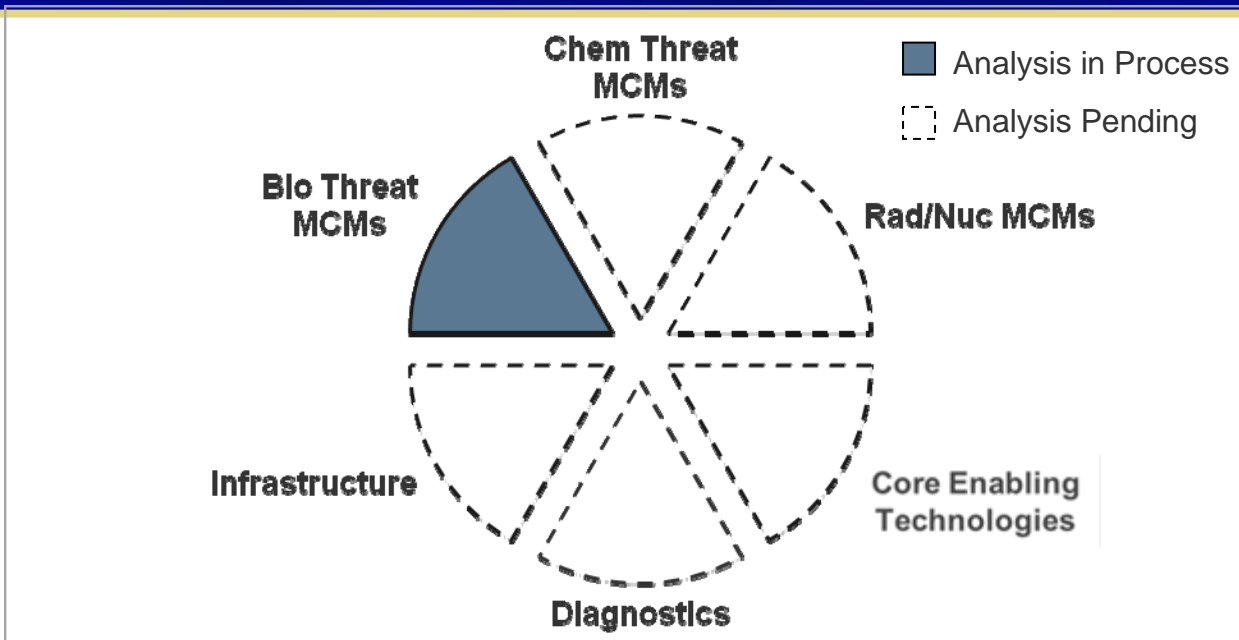 Chem Threat
MCMs
Analysis in Process
Analysis Pending
Bio Threat
MCMs
Rad/Nuc MCMs
Infrastructure
Core Enabling
Technologies
Diagnostics